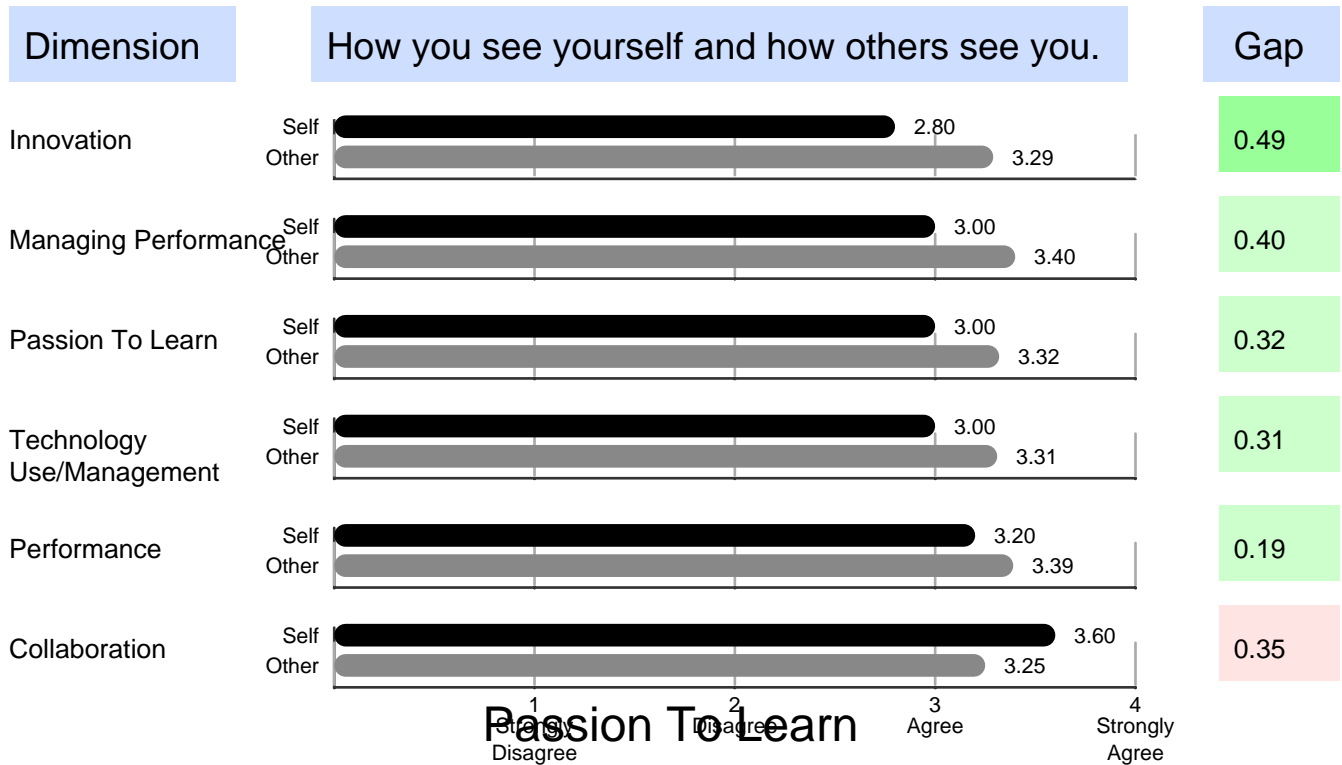 Dimension How you see yourself and how others see you. Gap
Innovation Self 2.80 0.49
Other 3.29
Managing Performance Self 3.00 0.40
Other 3.40
Passion To Learn Self 3.00 0.32
Other 3.32
Technology Use/Management Self 3.00 0.31
Other 3.31
Performance Self 3.20 0.19
Other 3.39
Collaboration Self 3.60 0.35
Other 3.25
1 2 3 4
Strongly Disagree Disagree Agree Strongly Agree
Passion To Learn